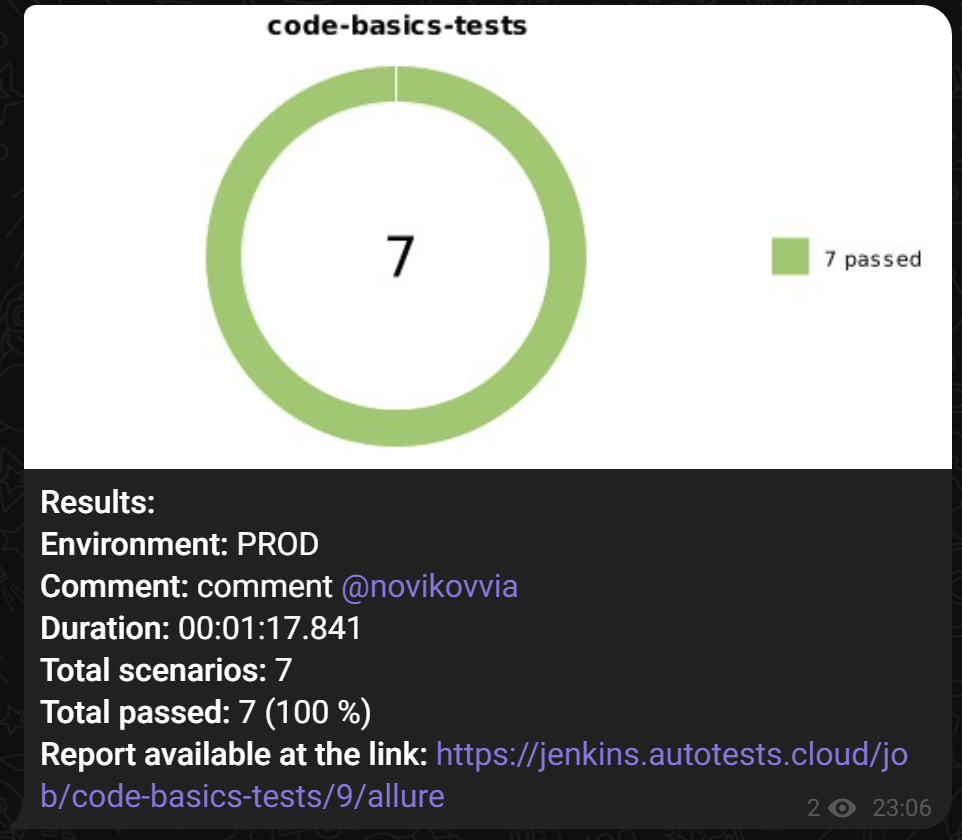 code-basics-tests
7
7 passed
Results:
Environment: PROD
Comment: comment @novikovvia
Duration: 00:01:17.841
Total scenarios: 7
Total passed: 7 (100 %)
Report available at the link: https://jenkins.autotests.cloud/jo
b/code-basics-tests/9/allure
2 23:06